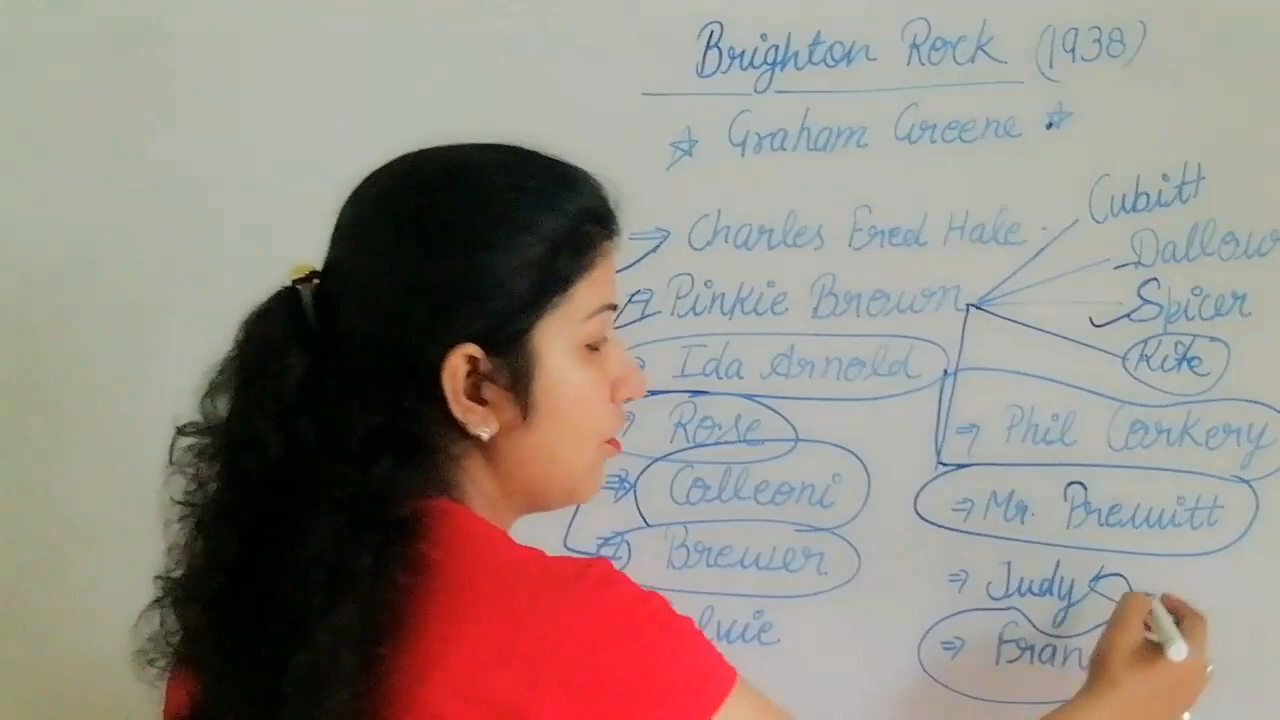 Brighton Rock (1938)
Graham Greene
Charles Fred Hale
Cubitt
Dallow
Pinkie Brown
Spicer
Kite
Ida Arnold
Rose
Phil Corkery
Colleoni
Mr. Prewitt
Brewer
Judy